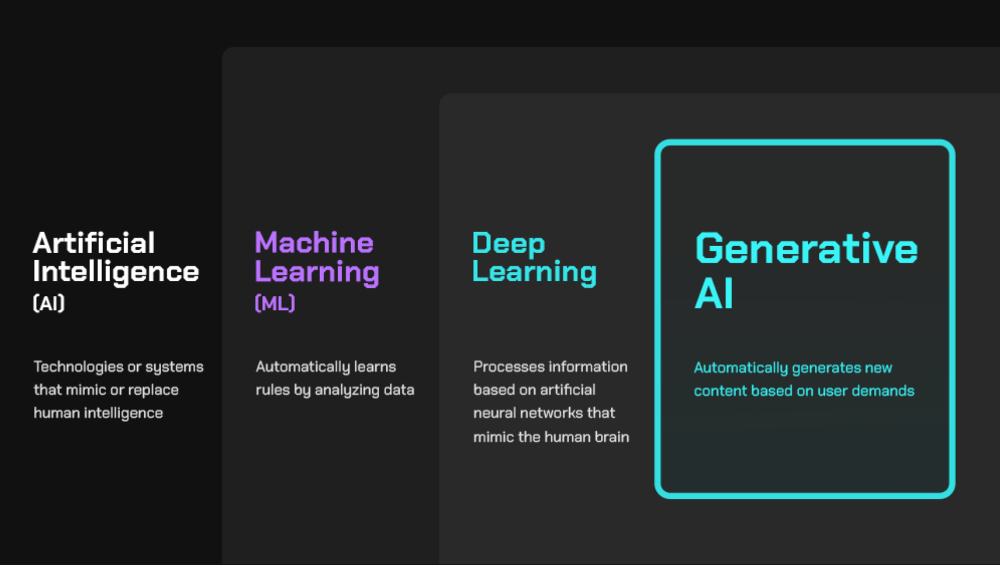 Artificial
Intelligence
(AI)
Technologies or systems
that mimic or replace
human intelligence
Machine
Learning
(ML)
Automatically learns
rules by analyzing data
Deep
Learning
Processes information
based on artificial
neural networks that
mimic the human brain
Generative
AI
Automatically generates new
content based on user demands